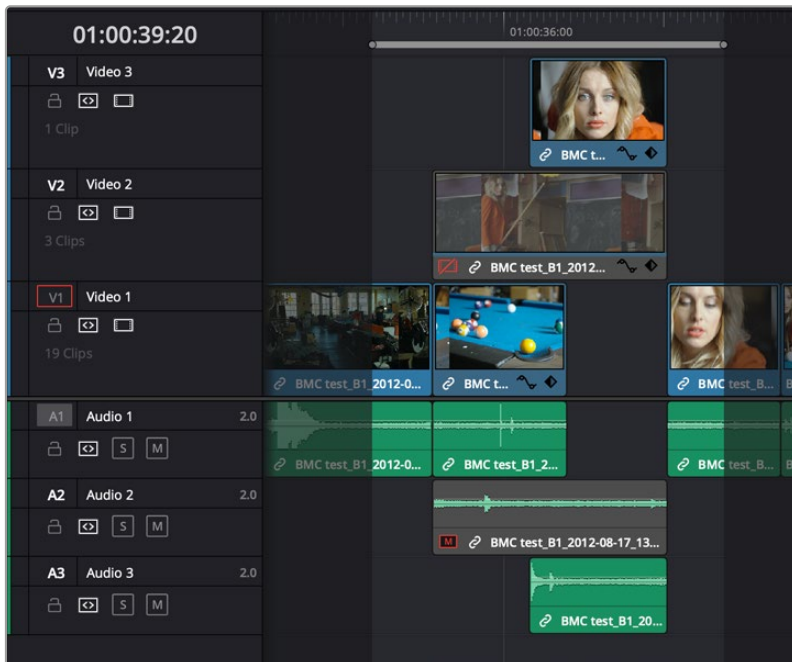 01:00:39:20
01:00:36:00
V3 Video 3
1 Clip
BMC t...
V2 Video 2
3 Clips
BMC test_B1_2012...
V1 Video 1
19 Clips
BMC test_B1_2012-0...
BMC t...
BMC test_B...
A1 Audio 1 2.0
S M
BMC test_B1_2012-0...
BMC test_B1_2...
BMC test_B...
A2 Audio 2 2.0
S M
M BMC test_B1_2012-08-17_13...
A3 Audio 3 2.0
S M
BMC test_B1_20...